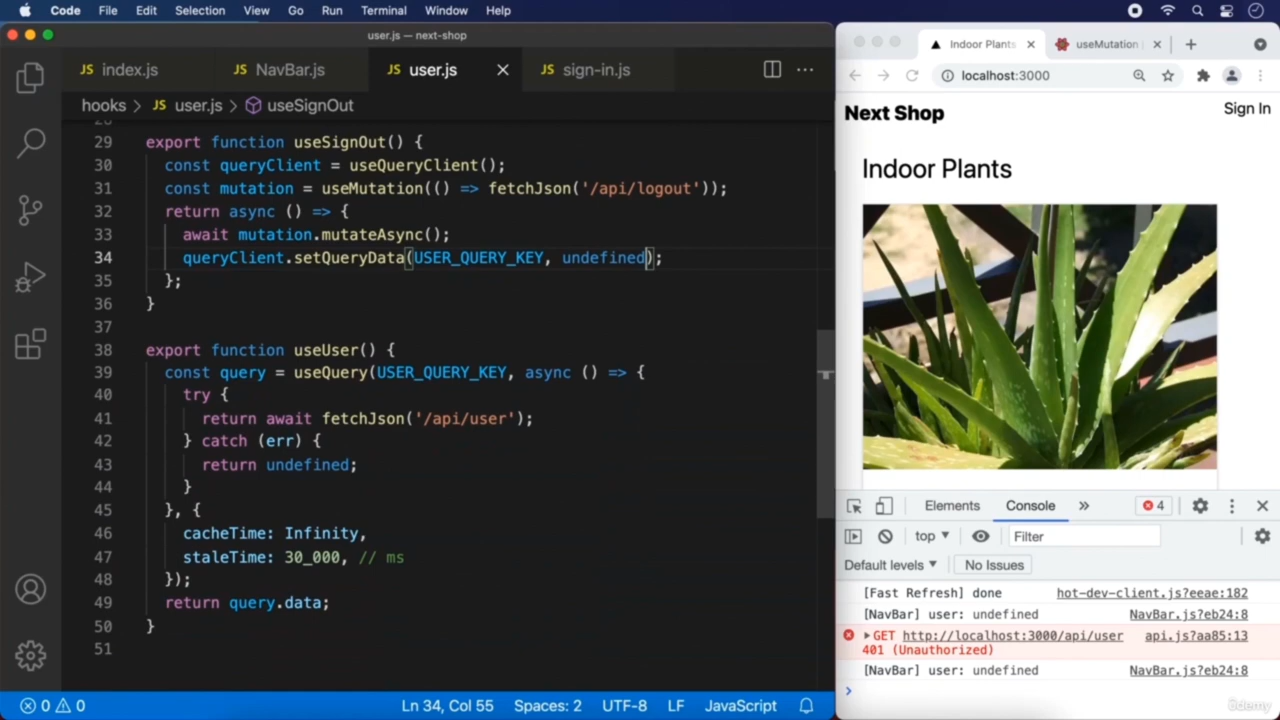 Code File Edit Selection View Go Run Terminal Window Help
user.js — next-shop
JS index.js JS NavBar.js JS user.js JS sign-in.js
hooks > JS user.js > useSignOut
28
29 export function useSignOut() {
30 const queryClient = useQueryClient();
31 const mutation = useMutation(() => fetchJson('/api/logout'));
32 return async () => {
33 await mutation.mutateAsync();
34 queryClient.setQueryData(USER_QUERY_KEY, undefined);
35 };
36 }
37
38 export function useUser() {
39 const query = useQuery(USER_QUERY_KEY, async () => {
40 try {
41 return await fetchJson('/api/user');
42 } catch (err) {
43 return undefined;
44 }
45 }, {
46 cacheTime: Infinity,
47 staleTime: 30_000, // ms
48 });
49 return query.data;
50 }
51
0 0 Ln 34, Col 55 Spaces: 2 UTF-8 LF JavaScript
Indoor Plants useMutation
localhost:3000
Next Shop Sign In
Indoor Plants
Elements Console 4
top Filter
Default levels No Issues
[Fast Refresh] done hot-dev-client.js?eeae:182
[NavBar] user: undefined NavBar.js?eb24:8
GET http://localhost:3000/api/user api.js?aa85:13
401 (Unauthorized)
[NavBar] user: undefined NavBar.js?eb24:8
ûdemy